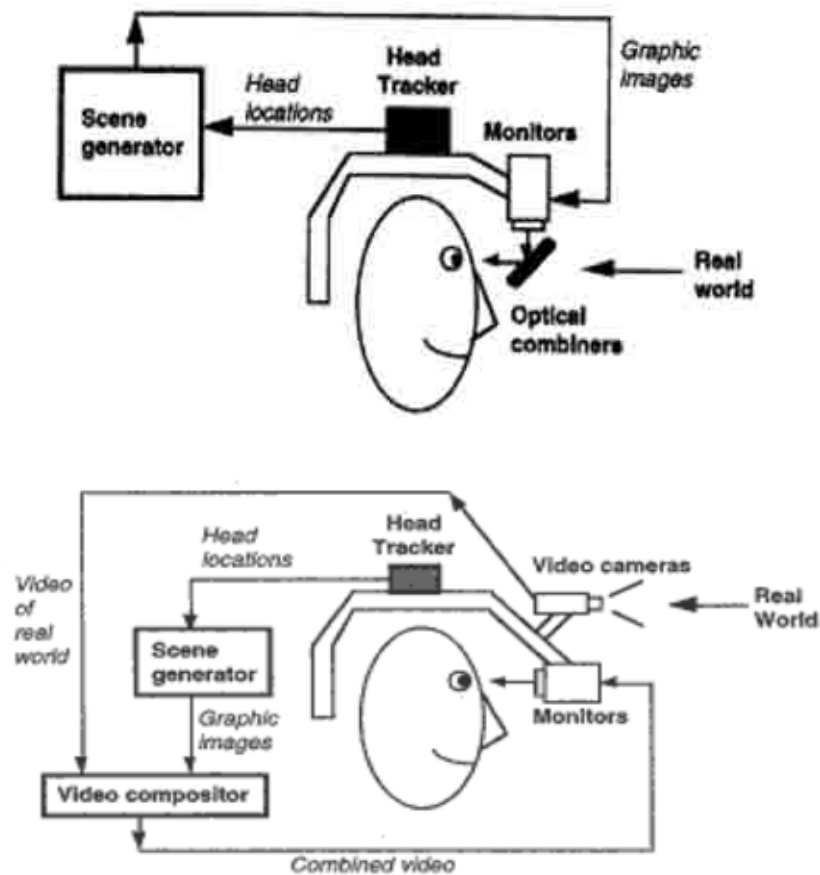 Head
Tracker
Graphic
images
Head
locations
Scene
generator
Monitors
Real
world
Optical
combiners
Head
Tracker
Head
locations
Video cameras
Video
of
real
world
Real
World
Scene
generator
Graphic
images
Monitors
Video compositor
Combined video